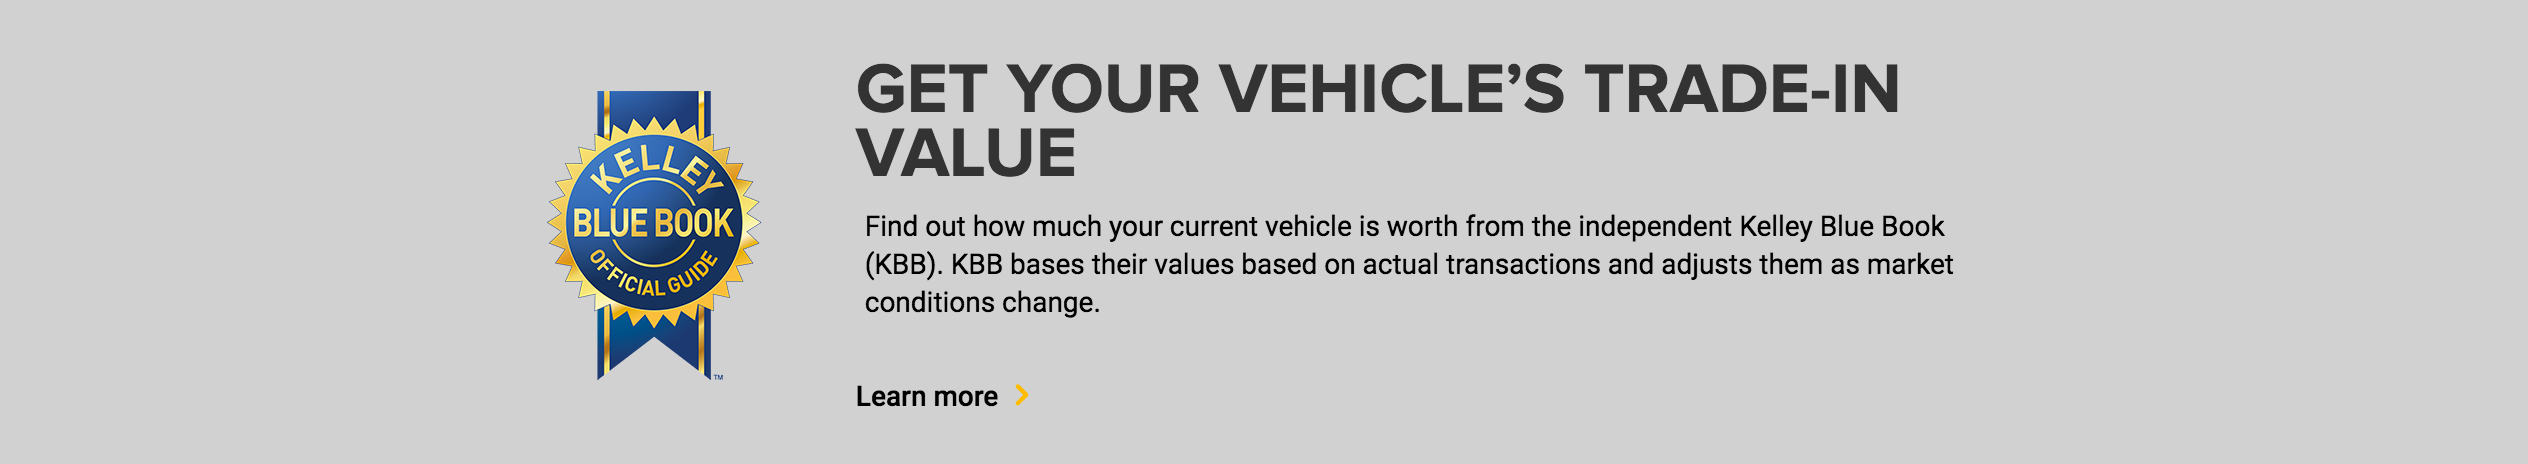 KELLEY
BLUE BOOK
OFFICIAL GUIDE
TM
GET YOUR VEHICLE’S TRADE-IN
VALUE
Find out how much your current vehicle is worth from the independent Kelley Blue Book
(KBB). KBB bases their values based on actual transactions and adjusts them as market
conditions change.
Learn more